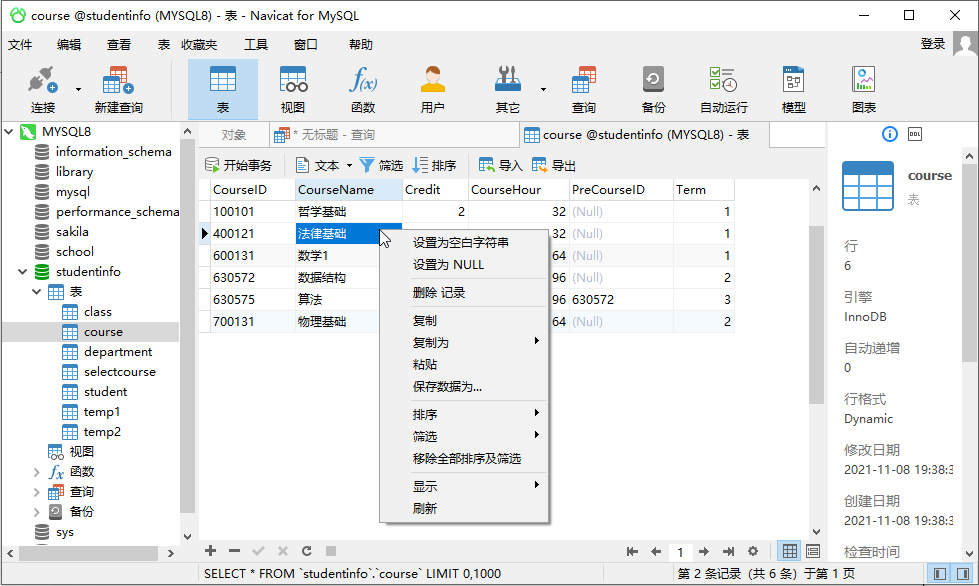 course @studentinfo (MYSQL8) - 表 - Navicat for MySQL
文件 编辑 查看 表 收藏夹 工具 窗口 帮助 登录
连接 新建查询 表 视图 函数 用户 其它 查询 备份 自动运行 模型 图表
MYSQL8
information_schema
library
mysql
performance_schema
sakila
school
studentinfo
表
class
course
department
selectcourse
student
temp1
temp2
视图
函数
查询
备份
sys
对象 * 无标题 - 查询 course @studentinfo (MYSQL8) - 表
开始事务 文本 筛选 排序 导入 导出
CourseID CourseName Credit CourseHour PreCourseID Term
100101 哲学基础 2 32 (Null) 1
400121 法律基础 32 (Null) 1
600131 数学1 64 (Null) 1
630572 数据结构 96 (Null) 2
630575 算法 96 630572 3
700131 物理基础 64 (Null) 2
设置为空白字符串
设置为 NULL
删除 记录
复制
复制为
粘贴
保存数据为...
排序
筛选
移除全部排序及筛选
显示
刷新
DDL
course
表
行
6
引擎
InnoDB
自动递增
0
行格式
Dynamic
修改日期
2021-11-08 19:38:3
创建日期
2021-11-08 19:38:3
检查时间
1
SELECT * FROM `studentinfo`.`course` LIMIT 0,1000 第 2 条记录 (共 6 条) 于第 1 页